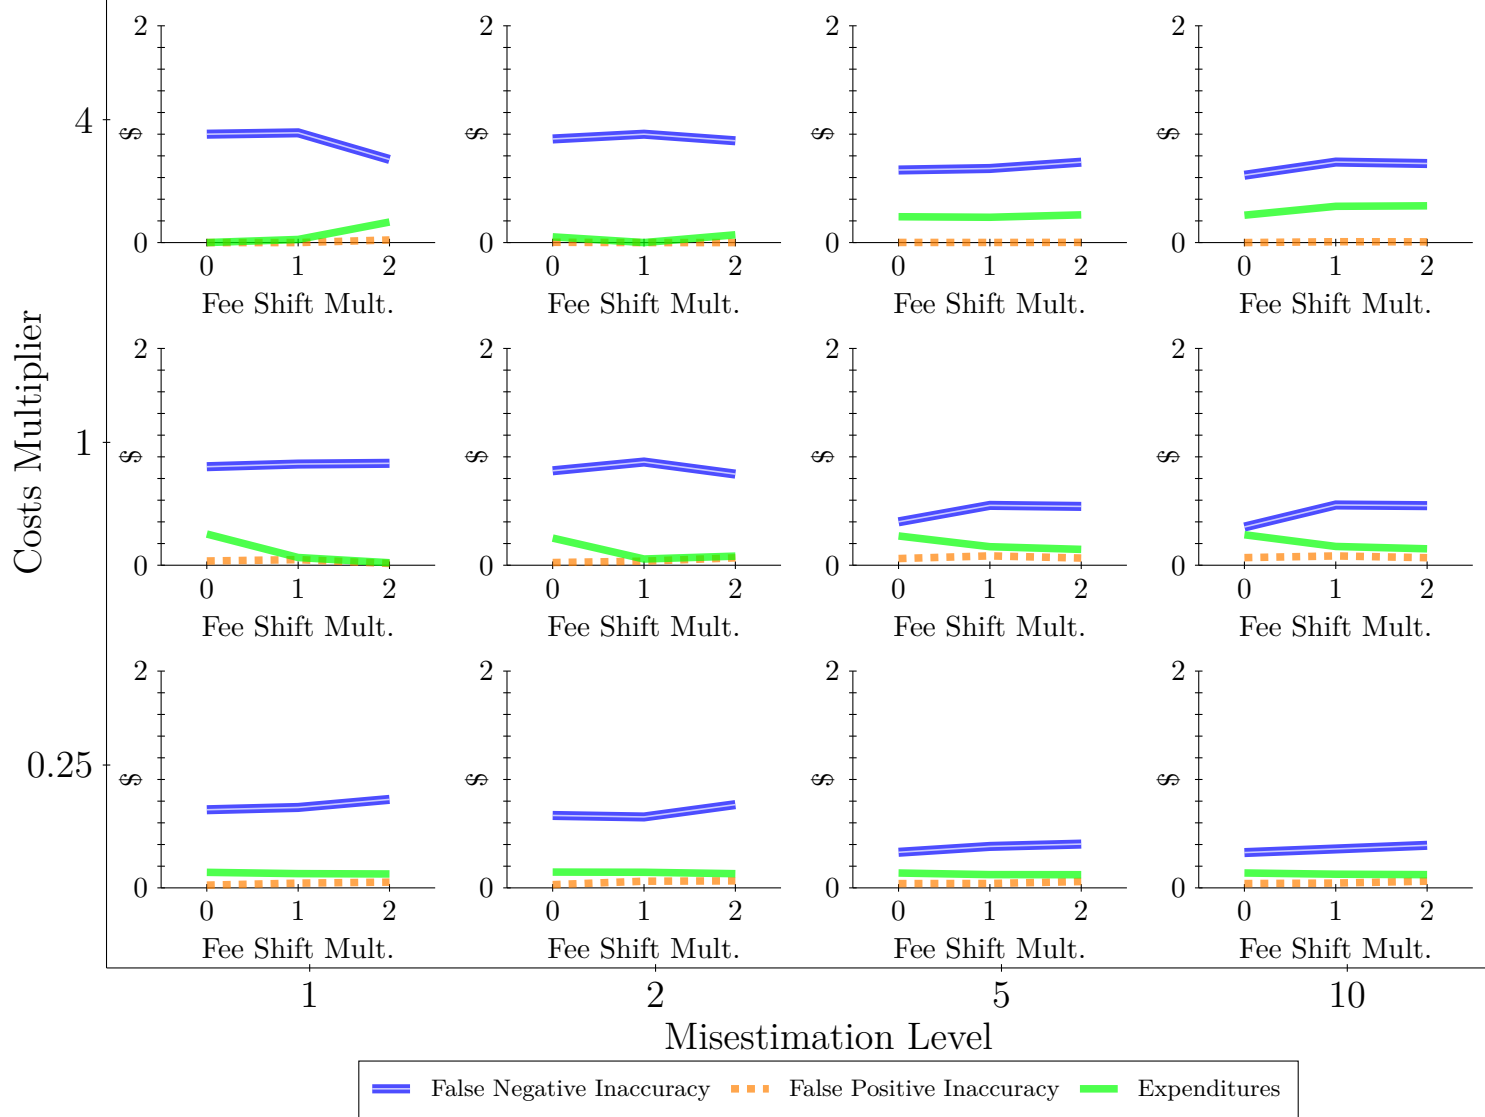 2 2 2 2
4 $ $ $ $
0 0 0 0
0 1 2 0 1 2 0 1 2 0 1 2
Fee Shift Mult. Fee Shift Mult. Fee Shift Mult. Fee Shift Mult.
Costs Multiplier
2 2 2 2
1 $ $ $ $
0 0 0 0
0 1 2 0 1 2 0 1 2 0 1 2
Fee Shift Mult. Fee Shift Mult. Fee Shift Mult. Fee Shift Mult.
2 2 2 2
0.25 $ $ $ $
0 0 0 0
0 1 2 0 1 2 0 1 2 0 1 2
Fee Shift Mult. Fee Shift Mult. Fee Shift Mult. Fee Shift Mult.
1 2 5 10
Misestimation Level
False Negative Inaccuracy False Positive Inaccuracy Expenditures